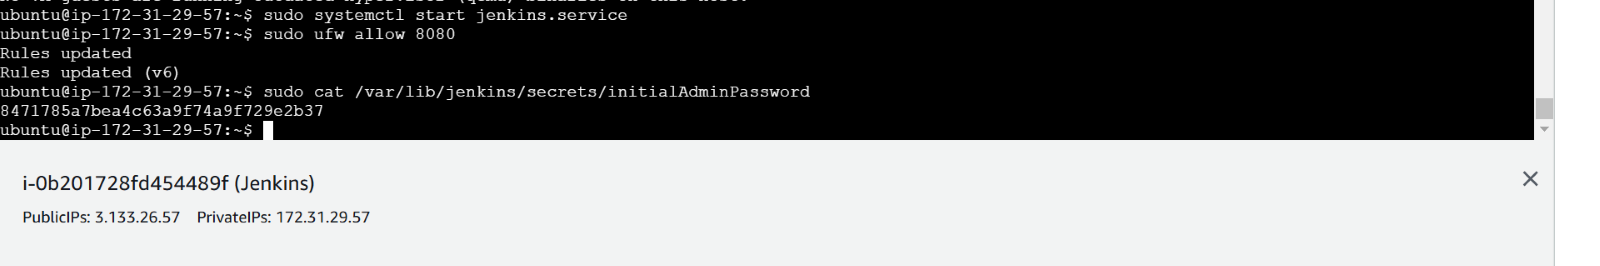 ubuntu@ip-172-31-29-57:~$ sudo systemctl start jenkins.service
ubuntu@ip-172-31-29-57:~$ sudo ufw allow 8080
Rules updated
Rules updated (v6)
ubuntu@ip-172-31-29-57:~$ sudo cat /var/lib/jenkins/secrets/initialAdminPassword
8471785a7bea4c63a9f74a9f729e2b37
ubuntu@ip-172-31-29-57:~$
i-0b201728fd454489f (Jenkins)
PublicIPs: 3.133.26.57 PrivateIPs: 172.31.29.57